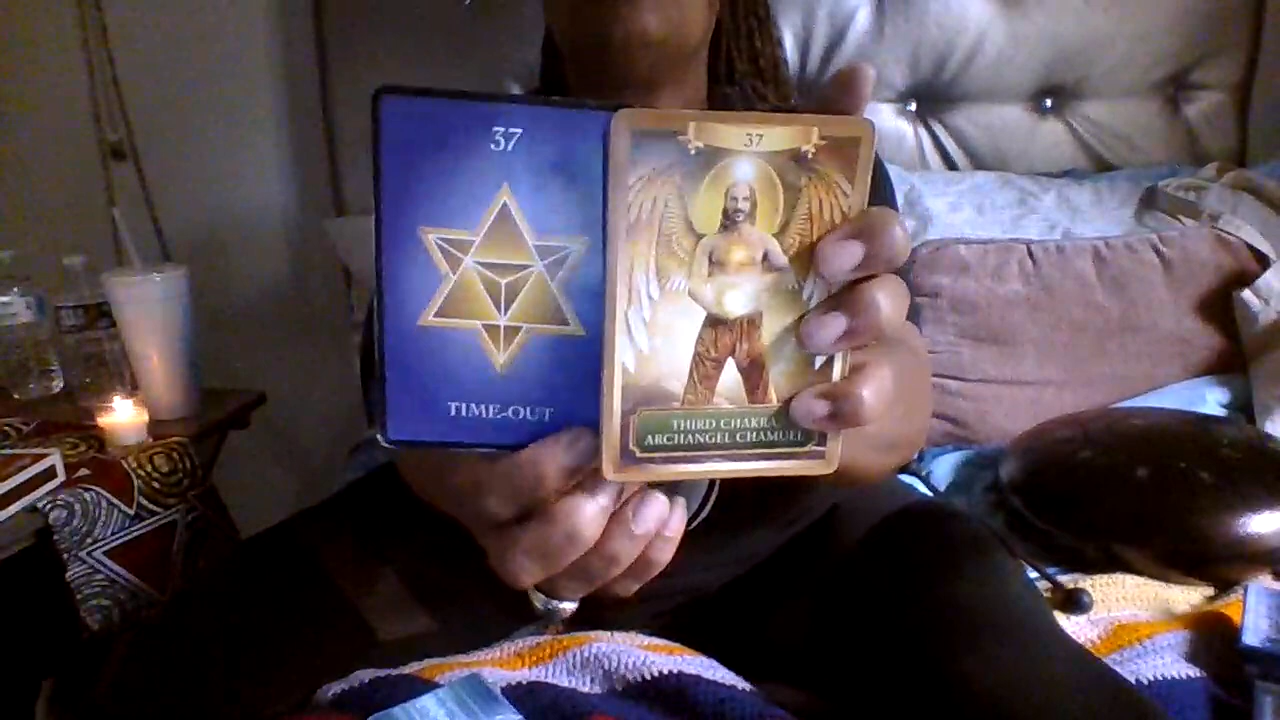 37
TIME-OUT
37
THIRD CHAKRA
ARCHANGEL CHAMUEL